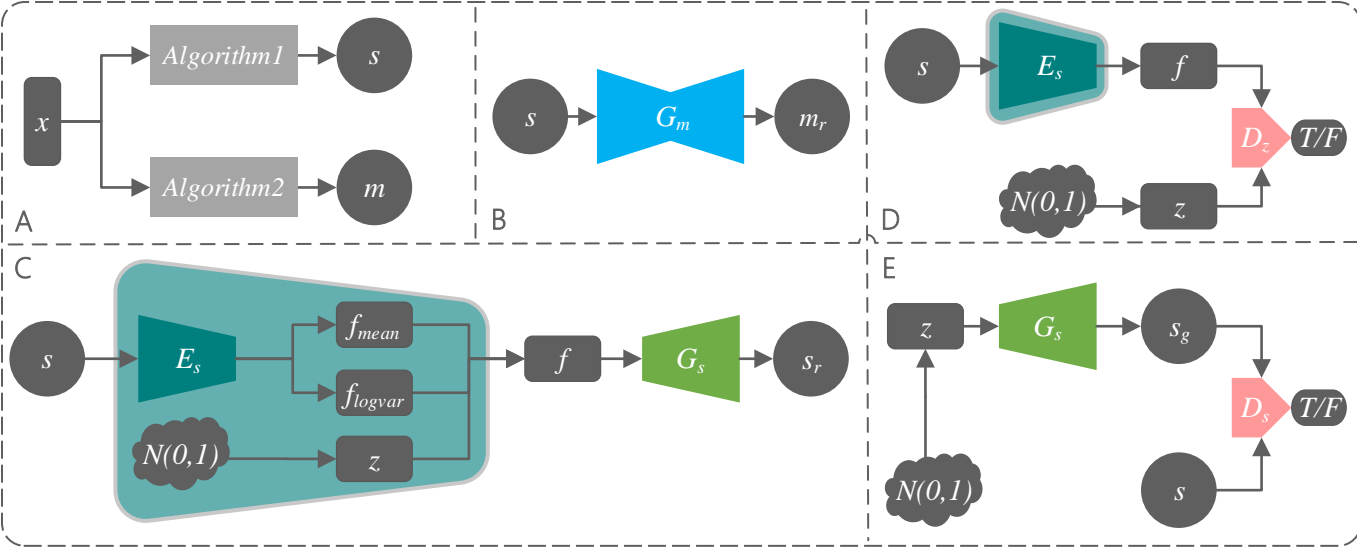 x
Algorithm1
s
Algorithm2
m
A
s
G_m
m_r
B
s
E_s
f
D_z
T/F
N(0,1)
z
D
C
s
E_s
f_mean
f_logvar
N(0,1)
z
f
G_s
s_r
E
z
G_s
s_g
D_s
T/F
N(0,1)
s